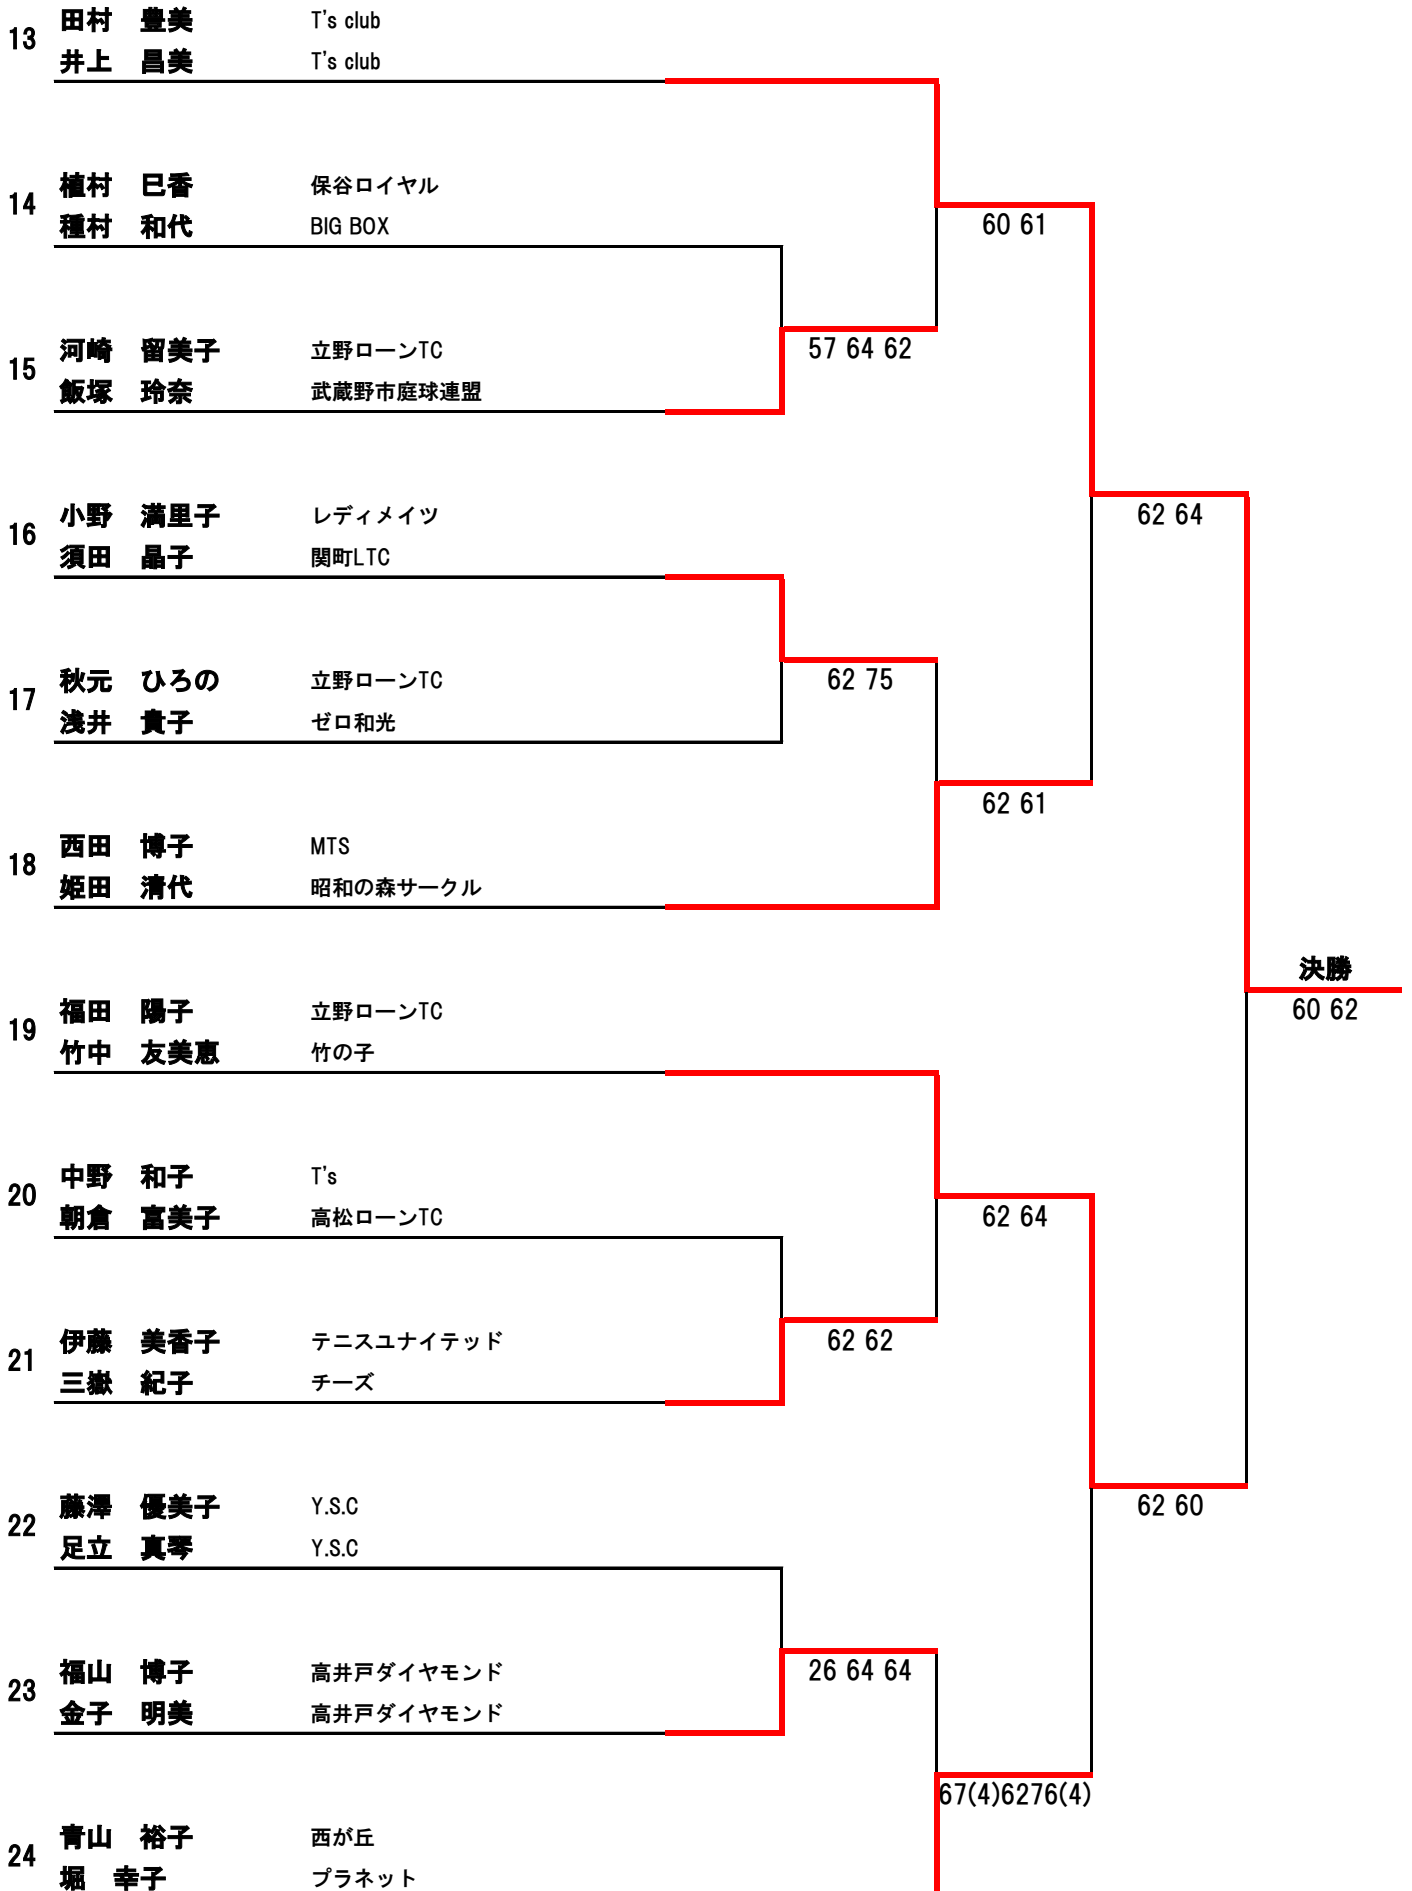 13 田村 豊美 T's club
井上 昌美 T's club
60 61
14 植村 巳香 保谷ロイヤル
種村 和代 BIG BOX
57 64 62
15 河崎 留美子 立野ローンTC
飯塚 玲奈 武蔵野市庭球連盟
62 64
16 小野 満里子 レディメイツ
須田 晶子 関町LTC
62 75
17 秋元 ひろの 立野ローンTC
浅井 貴子 ゼロ和光
62 61
18 西田 博子 MTS
姫田 清代 昭和の森サークル
決勝
60 62
19 福田 陽子 立野ローンTC
竹中 友美恵 竹の子
62 64
20 中野 和子 T's
朝倉 富美子 高松ローンTC
62 62
21 伊藤 美香子 テニスユナイテッド
三嶽 紀子 チーズ
62 60
22 藤澤 優美子 Y.S.C
足立 真琴 Y.S.C
26 64 64
23 福山 博子 高井戸ダイヤモンド
金子 明美 高井戸ダイヤモンド
67(4)6276(4)
24 青山 裕子 西が丘
堀 幸子 プラネット